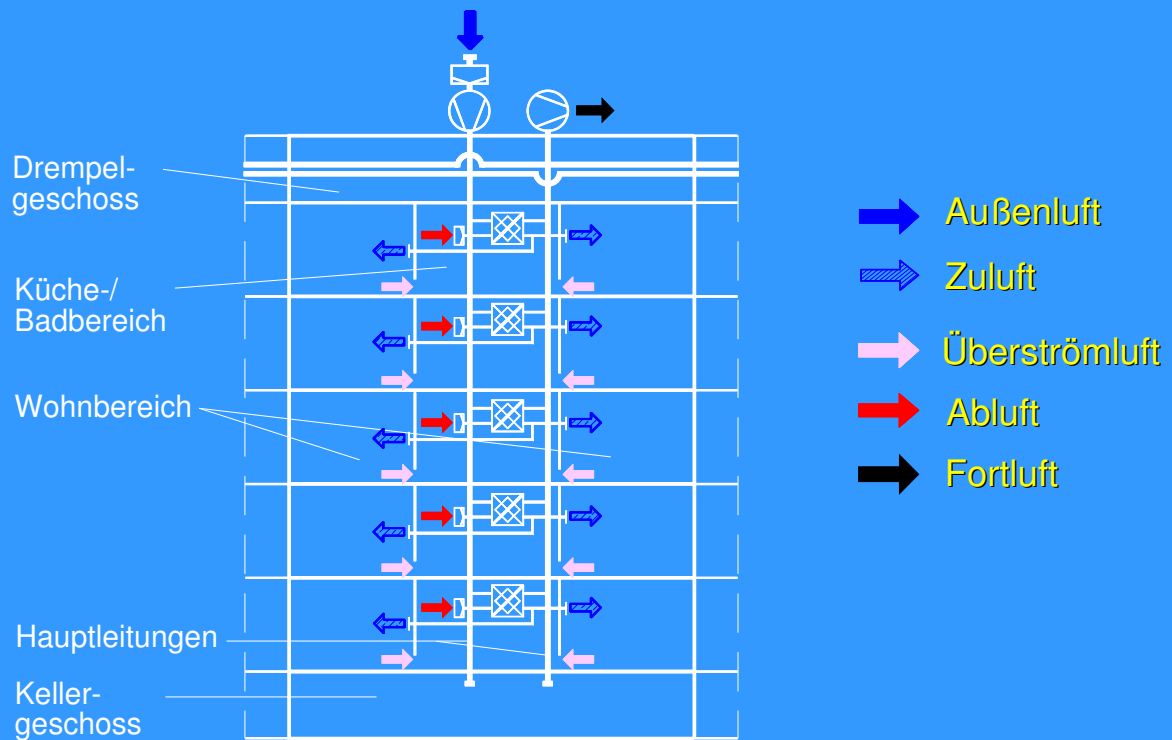 Drempel-
geschoss
Küche-/
Badbereich
Wohnbereich
Hauptleitungen
Keller-
geschoss
Außenluft
Zuluft
Überströmluft
Abluft
Fortluft